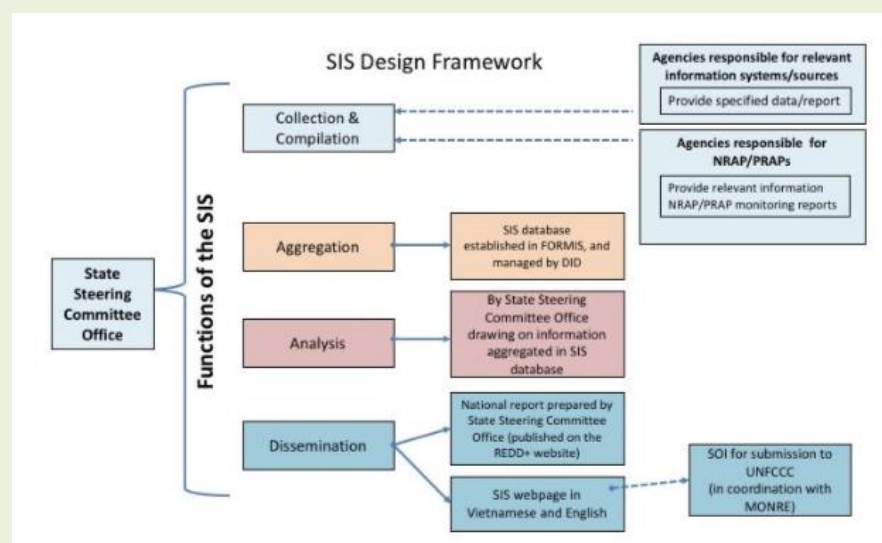 SIS Design Framework
Agencies responsible for relevant
information systems/sources
Provide specified data/report
Collection &
Compilation
Agencies responsible for
NRAP/PRAPs
Provide relevant information
NRAP/PRAP monitoring reports
State
Steering
Committee
Office
Functions of the SIS
Aggregation
SIS database
established in FORMIS, and
managed by DID
Analysis
By State Steering
Committee Office
drawing on information
aggregated in SIS
database
Dissemination
National report prepared by
State Steering Committee
Office (published on the
REDD+ website)
SIS webpage in
Vietnamese and English
SOI for submission to
UNFCCC
(in coordination with
MONRE)